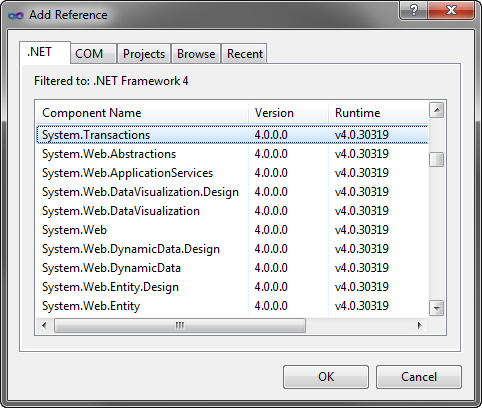 Add Reference
.NET COM Projects Browse Recent
Filtered to: .NET Framework 4
Component Name Version Runtime
System.Transactions 4.0.0.0 v4.0.30319
System.Web.Abstractions 4.0.0.0 v4.0.30319
System.Web.ApplicationServices 4.0.0.0 v4.0.30319
System.Web.DataVisualization.Design 4.0.0.0 v4.0.30319
System.Web.DataVisualization 4.0.0.0 v4.0.30319
System.Web 4.0.0.0 v4.0.30319
System.Web.DynamicData.Design 4.0.0.0 v4.0.30319
System.Web.DynamicData 4.0.0.0 v4.0.30319
System.Web.Entity.Design 4.0.0.0 v4.0.30319
System.Web.Entity 4.0.0.0 v4.0.30319
OK Cancel